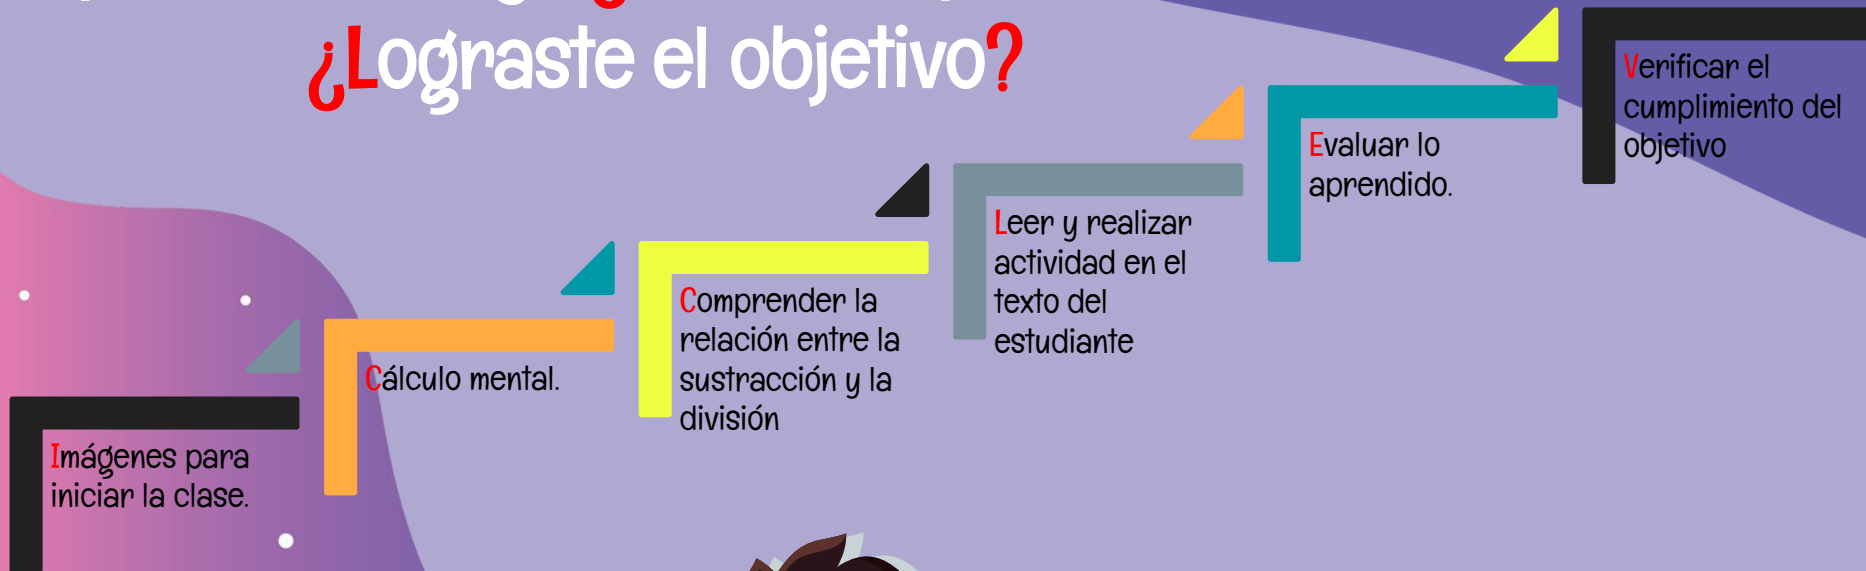 ¿Lograste el objetivo?
Imágenes para
iniciar la clase.
Cálculo mental.
Comprender la
relación entre la
sustracción y la
división
Leer y realizar
actividad en el
texto del
estudiante
Evaluar lo
aprendido.
Verificar el
cumplimiento del
objetivo